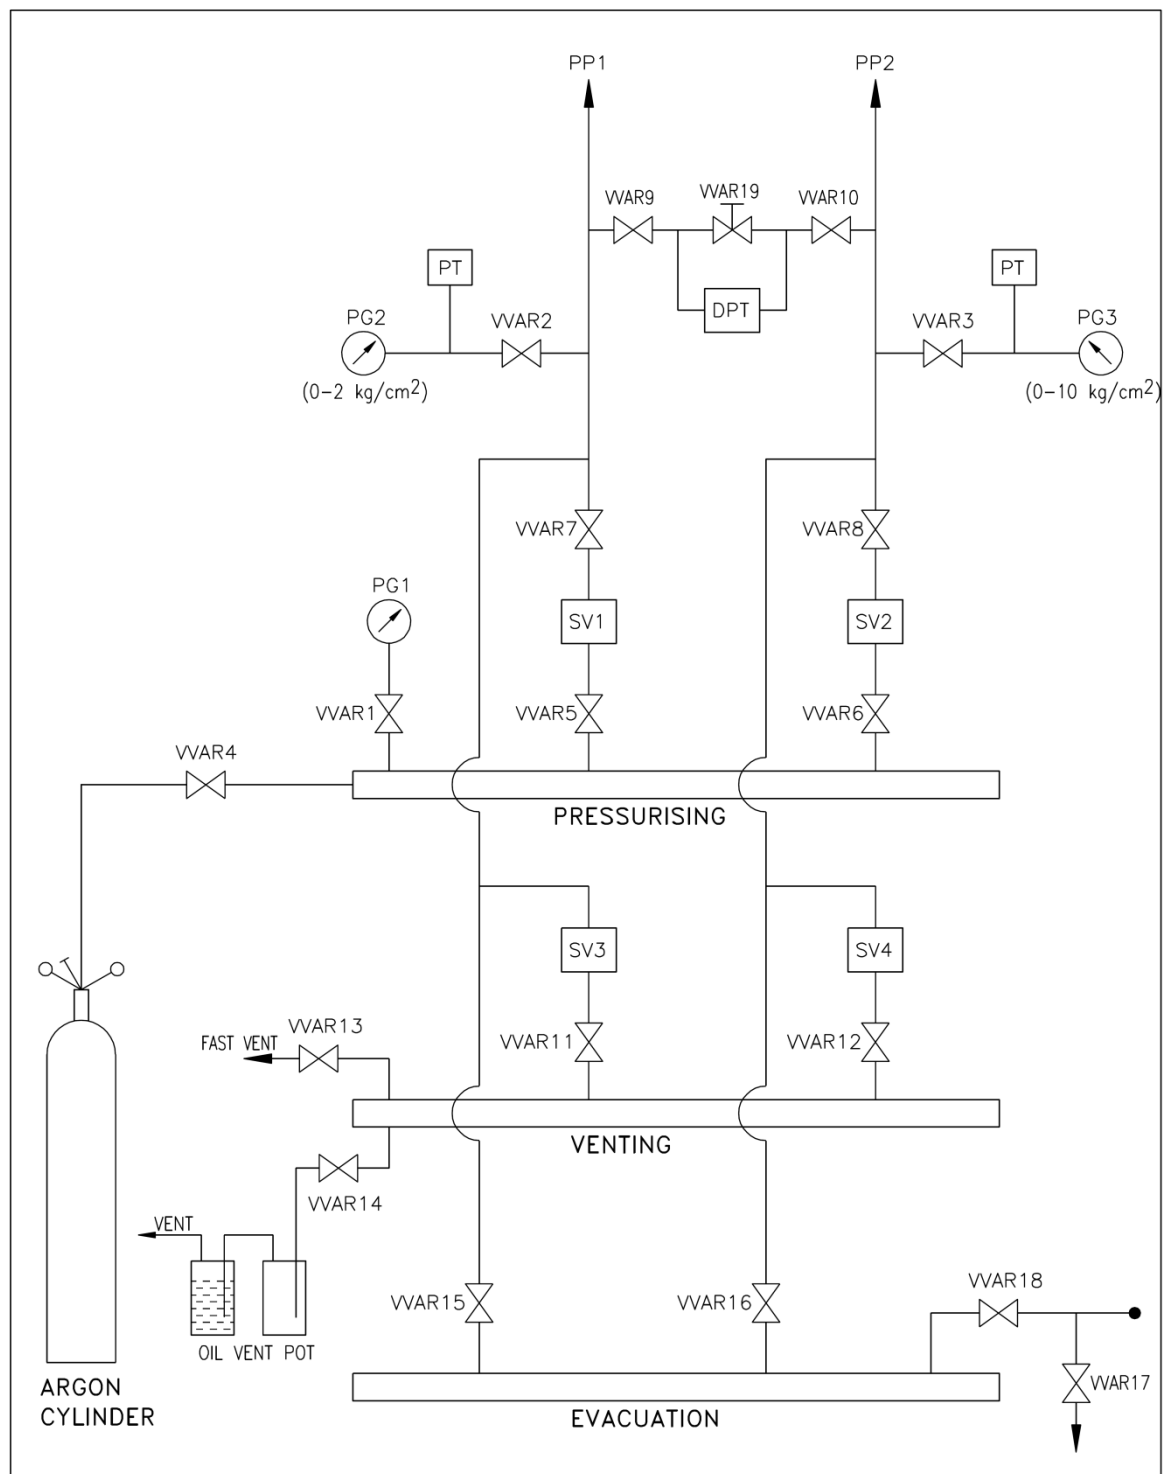 PP1
PP2
VVAR9
VVAR19
VVAR10
PT
PT
DPT
PG2
VVAR2
VVAR3
PG3
(0-2 kg/cm²)
(0-10 kg/cm²)
VVAR7
VVAR8
PG1
SV1
SV2
VVAR1
VVAR5
VVAR6
VVAR4
PRESSURISING
SV3
SV4
VVAR13
FAST VENT
VVAR11
VVAR12
VENTING
VVAR14
VENT
VVAR18
VVAR15
VVAR16
OIL VENT POT
VVAR17
ARGON
CYLINDER
EVACUATION